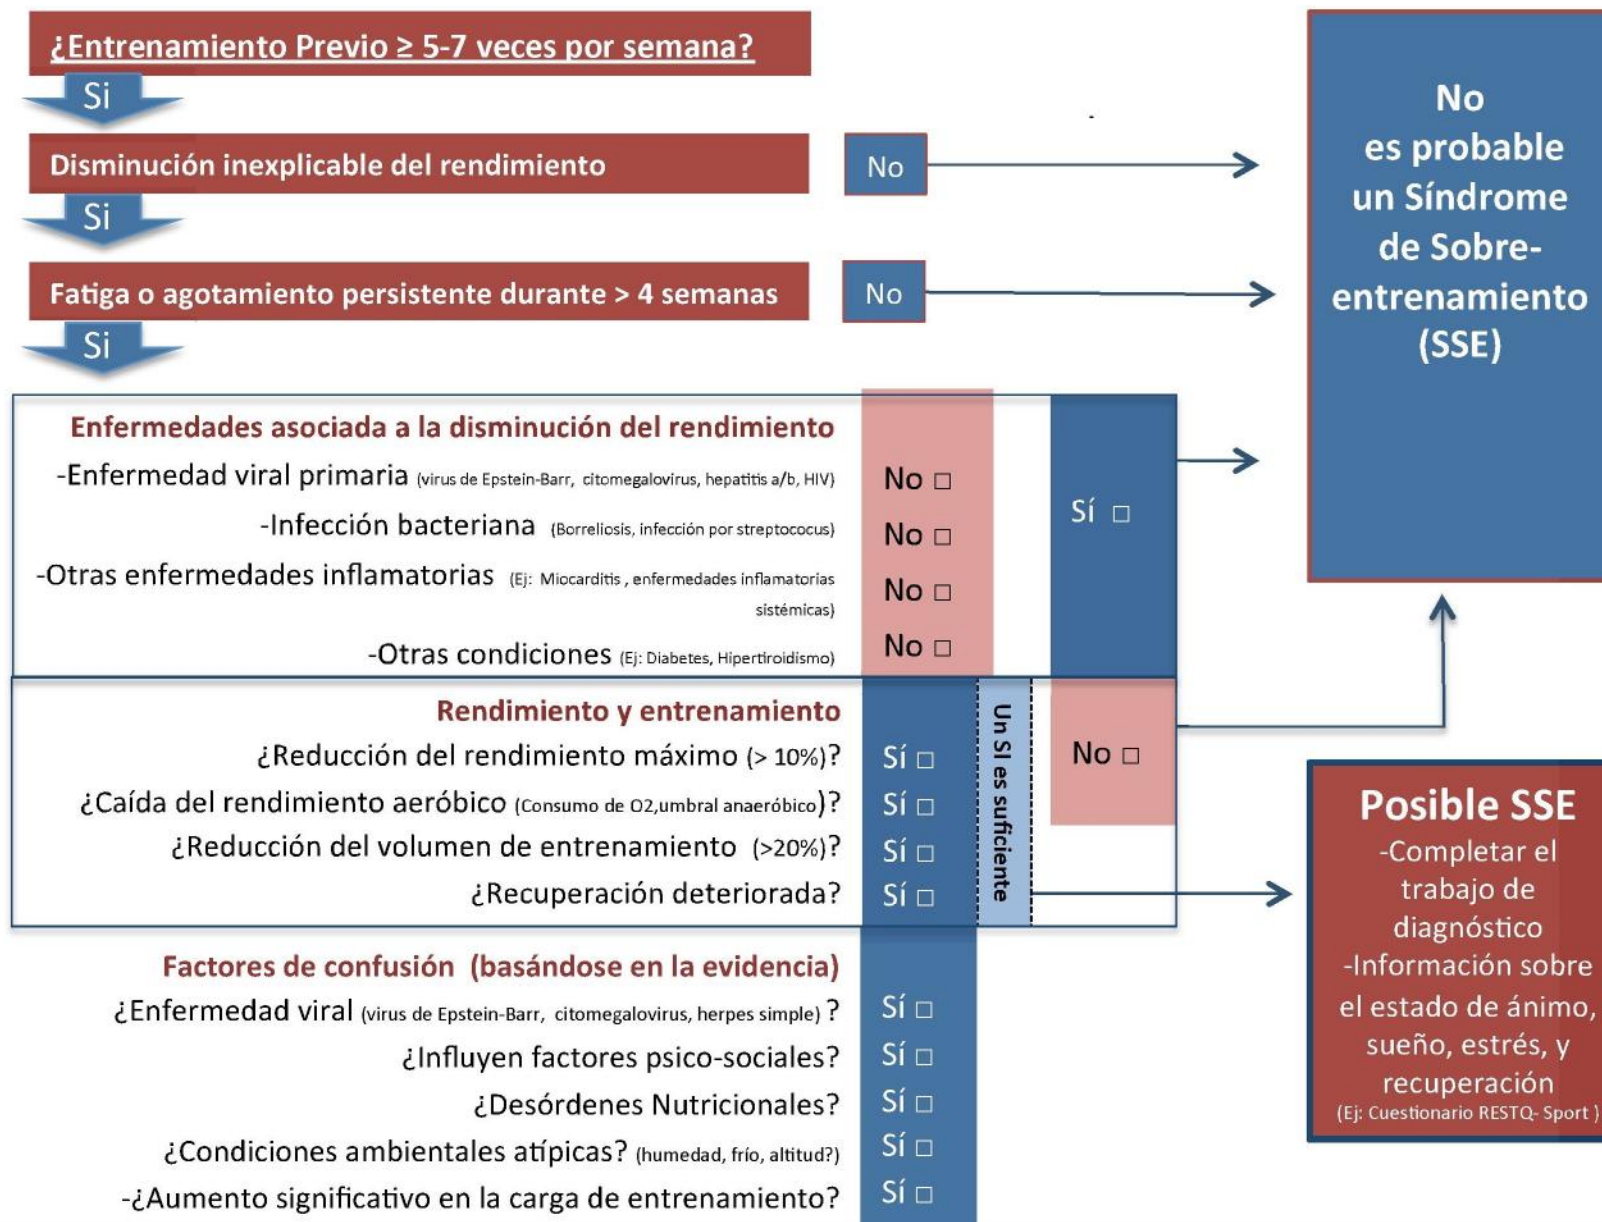 ¿Entrenamiento Previo ≥ 5-7 veces por semana?
Si
Disminución inexplicable del rendimiento
No
Si
Fatiga o agotamiento persistente durante > 4 semanas
No
Si
No
es probable
un Síndrome
de Sobre-
entrenamiento
(SSE)
Enfermedades asociada a la disminución del rendimiento
-Enfermedad viral primaria (virus de Epstein-Barr, citomegalovirus, hepatitis a/b, HIV)
No □
-Infección bacteriana (Borreliosis, infección por streptococus)
No □
-Otras enfermedades inflamatorias (Ej: Miocarditis , enfermedades inflamatorias
sistémicas)
No □
-Otras condiciones (Ej: Diabetes, Hipertiroidismo)
No □
Sí □
Rendimiento y entrenamiento
¿Reducción del rendimiento máximo (> 10%)?
Sí □
¿Caída del rendimiento aeróbico (Consumo de O2,umbral anaeróbico)?
Sí □
¿Reducción del volumen de entrenamiento (>20%)?
Sí □
¿Recuperación deteriorada?
Sí □
Un SI es suficiente
No □
Posible SSE
-Completar el
trabajo de
diagnóstico
-Información sobre
el estado de ánimo,
sueño, estrés, y
recuperación
(Ej: Cuestionario RESTQ- Sport )
Factores de confusión (basándose en la evidencia)
¿Enfermedad viral (virus de Epstein-Barr, citomegalovirus, herpes simple) ?
Sí □
¿Influyen factores psico-sociales?
Sí □
¿Desórdenes Nutricionales?
Sí □
¿Condiciones ambientales atípicas? (humedad, frío, altitud?)
Sí □
-¿Aumento significativo en la carga de entrenamiento?
Sí □